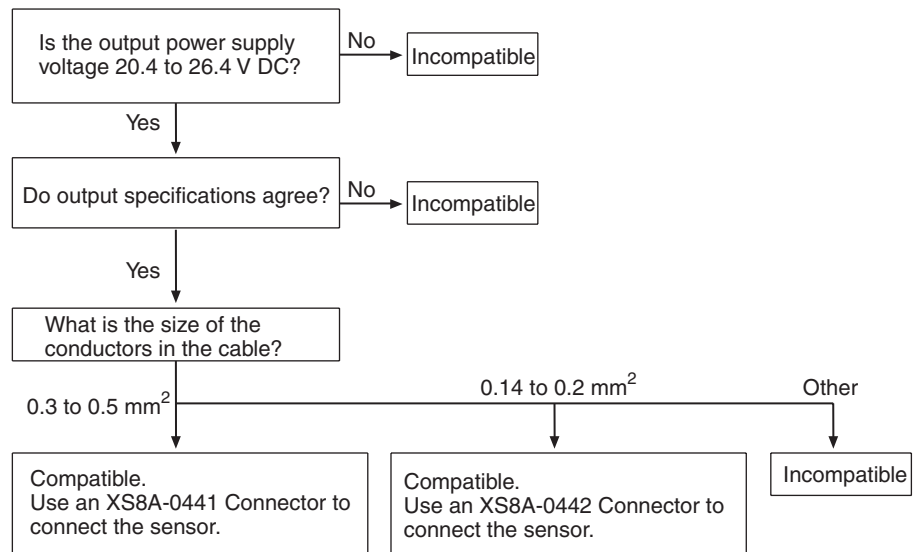 Is the output power supply
voltage 20.4 to 26.4 V DC?
No
Incompatible
Yes
Do output specifications agree?
No
Incompatible
Yes
What is the size of the
conductors in the cable?
0.3 to 0.5 mm²
0.14 to 0.2 mm²
Other
Compatible.
Use an XS8A-0441 Connector to
connect the sensor.
Compatible.
Use an XS8A-0442 Connector to
connect the sensor.
Incompatible